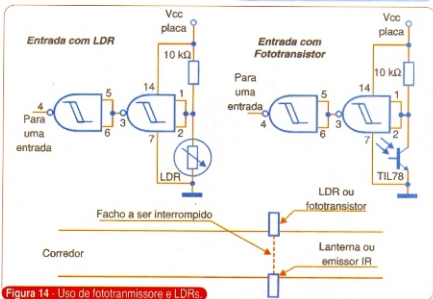 Entrada com LDR
Vcc
placa
10 kΩ
14
1
5
4
3
2
6
7
Para
uma
entrada
LDR
Entrada com
Fototransistor
Vcc
placa
10 kΩ
14
1
Para
uma
entrada
5
4
3
2
6
7
TIL78
LDR ou
fototransistor
Facho a ser interrompido
Corredor
Lanterna ou
emissor IR
Figura 14 - Uso de fototranmissore e LDRs.